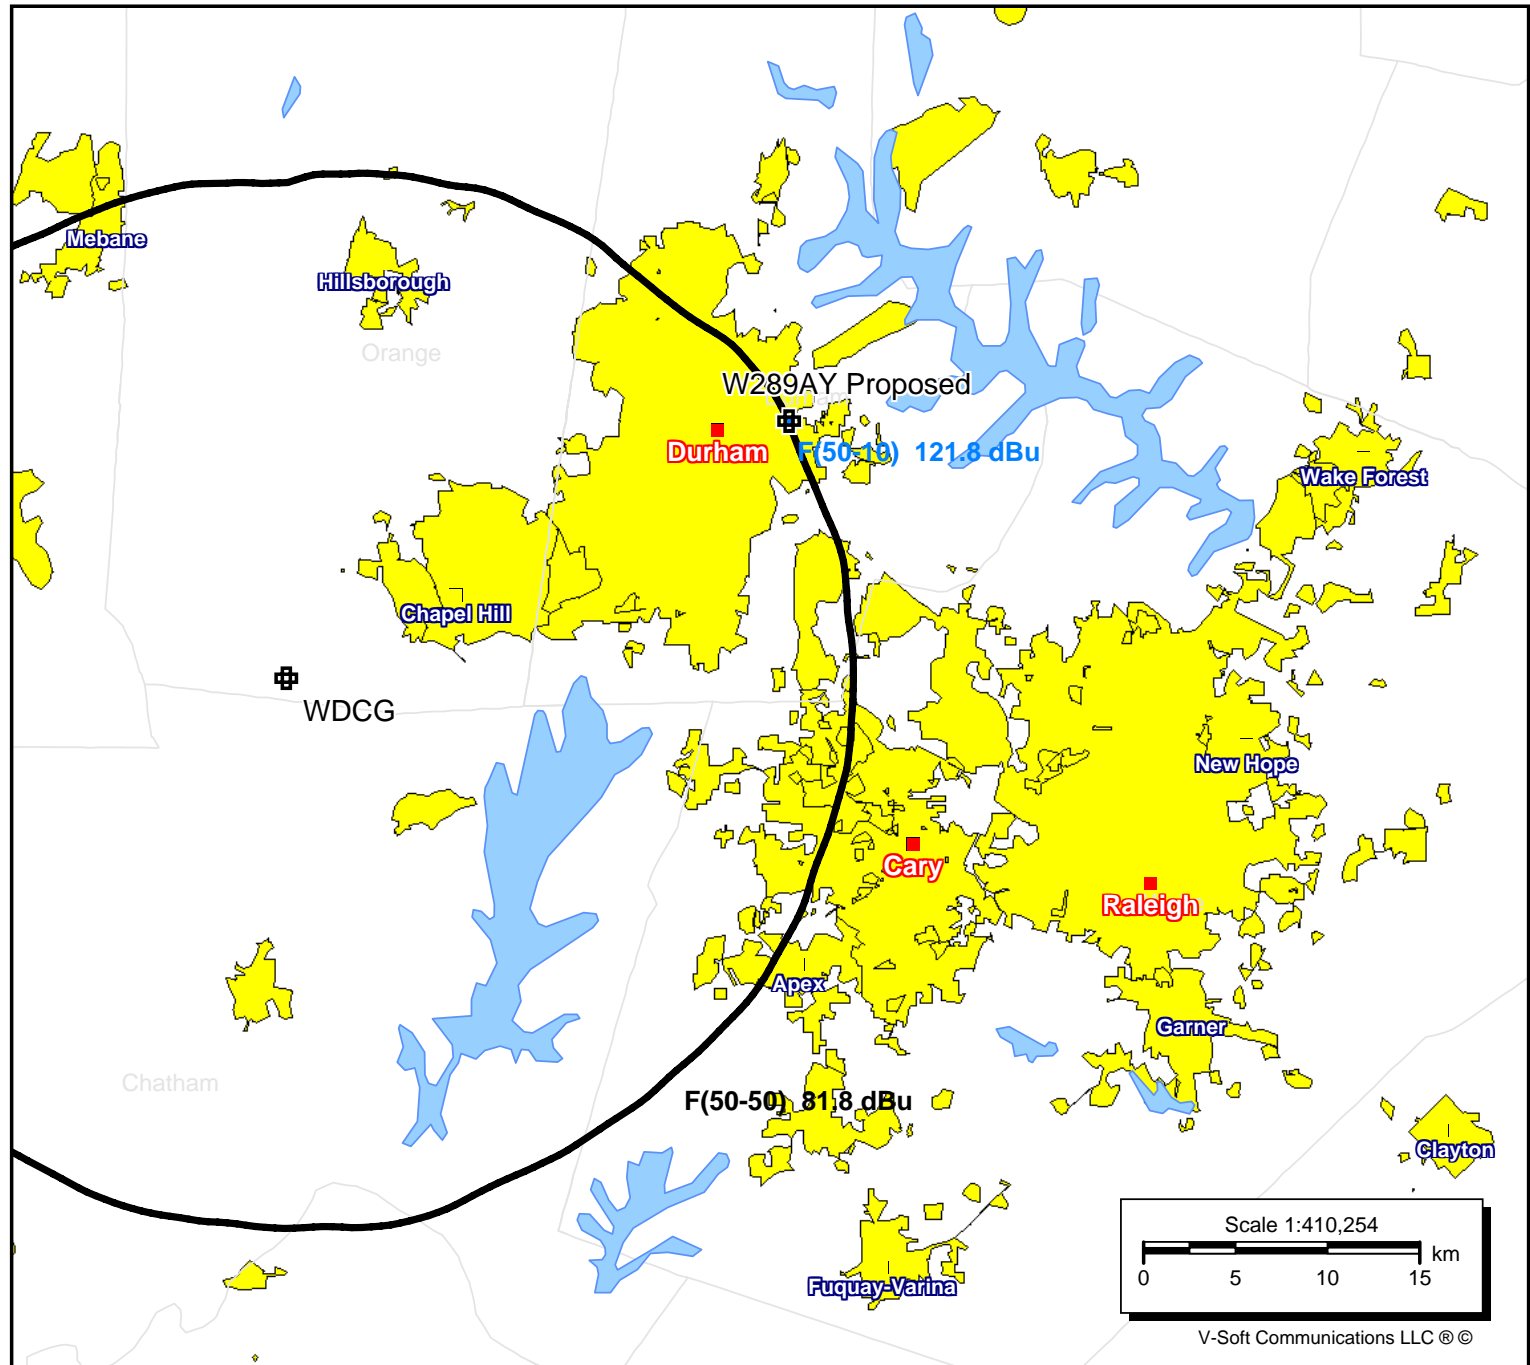 Mebane
Hillsborough
Orange
W289AY Proposed
Durham
F(50-10) 121.8 dBu
Wake Forest
Chapel Hill
WDCG
New Hope
Cary
Raleigh
Apex
Garner
Chatham
F(50-50) 81.8 dBu
Clayton
Fuquay-Varina
Scale 1:410,254
km
0 5 10 15
V-Soft Communications LLC ® ©